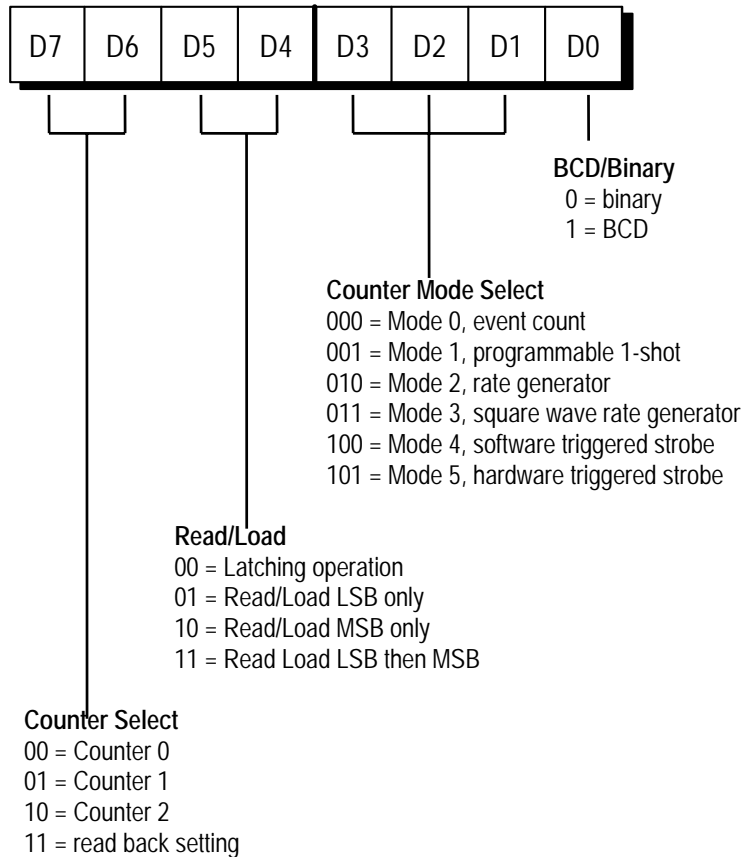 D7 D6 D5 D4 D3 D2 D1 D0
BCD/Binary
0 = binary
1 = BCD
Counter Mode Select
000 = Mode 0, event count
001 = Mode 1, programmable 1-shot
010 = Mode 2, rate generator
011 = Mode 3, square wave rate generator
100 = Mode 4, software triggered strobe
101 = Mode 5, hardware triggered strobe
Read/Load
00 = Latching operation
01 = Read/Load LSB only
10 = Read/Load MSB only
11 = Read Load LSB then MSB
Counter Select
00 = Counter 0
01 = Counter 1
10 = Counter 2
11 = read back setting